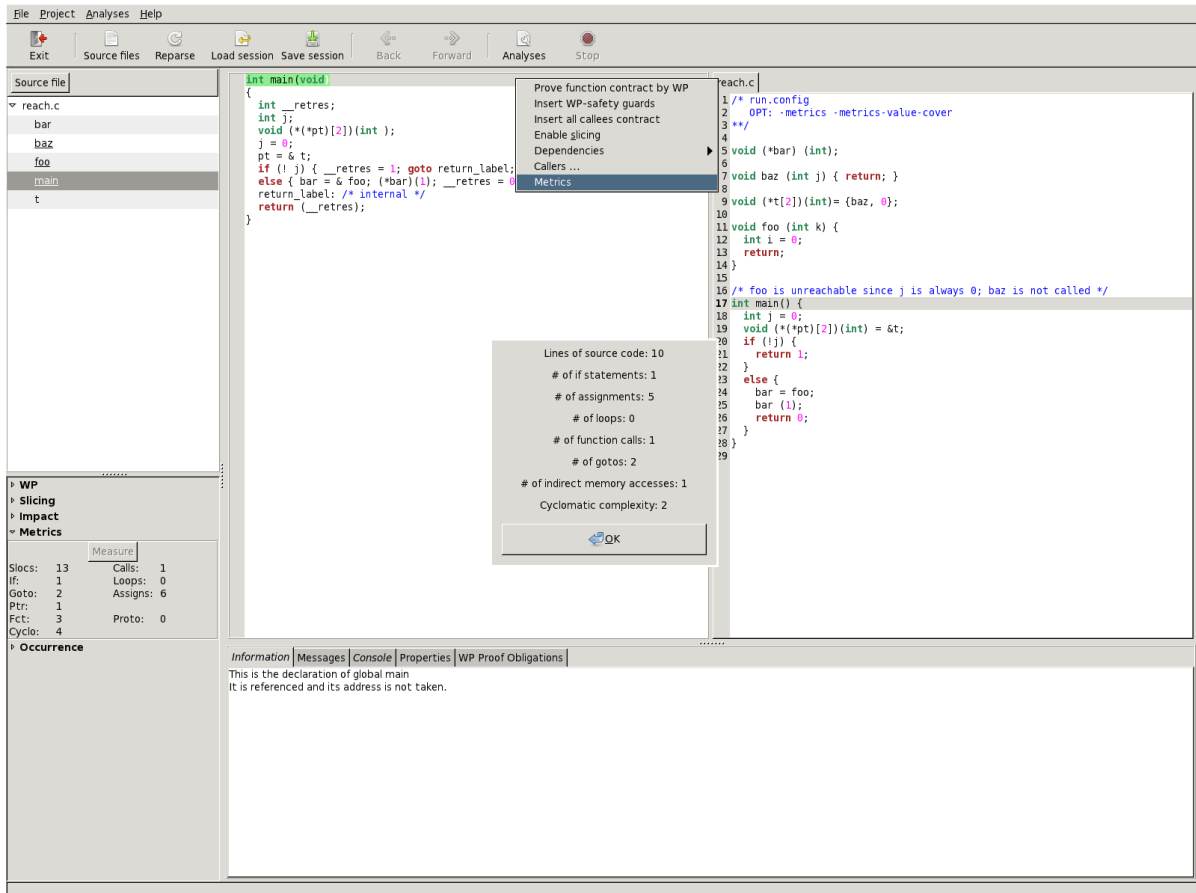 File Project Analyses Help
Exit Source files Reparse Load session Save session Back Forward Analyses Stop
Source file
reach.c
bar
baz
foo
main
t
WP
Slicing
Impact
Metrics
Measure
Slocs: 13 Calls: 1
If: 1 Loops: 0
Goto: 2 Assigns: 6
Ptr: 1
Fct: 3 Proto: 0
Cyclo: 4
Occurrence
int main(void)
{
int __retres;
int j;
void (*(*pt)[2])(int );
j = 0;
pt = & t;
if (! j) { __retres = 1; goto return_label;
else { bar = & foo; (*bar)(1); __retres = 0
return_label: /* internal */
return (__retres);
}
Prove function contract by WP
Insert WP-safety guards
Insert all callees contract
Enable slicing
Dependencies
Callers ...
Metrics
Lines of source code: 10
# of if statements: 1
# of assignments: 5
# of loops: 0
# of function calls: 1
# of gotos: 2
# of indirect memory accesses: 1
Cyclomatic complexity: 2
OK
reach.c
1 /* run.config
2 OPT: -metrics -metrics-value-cover
3 **/
4
5 void (*bar) (int);
6
7 void baz (int j) { return; }
8
9 void (*t[2])(int)= {baz, 0};
10
11 void foo (int k) {
12 int i = 0;
13 return;
14 }
15
16 /* foo is unreachable since j is always 0; baz is not called */
17 int main() {
18 int j = 0;
19 void (*(*pt)[2])(int) = &t;
20 if (!j) {
21 return 1;
22 }
23 else {
24 bar = foo;
25 bar (1);
26 return 0;
27 }
28 }
29
Information Messages Console Properties WP Proof Obligations
This is the declaration of global main
It is referenced and its address is not taken.